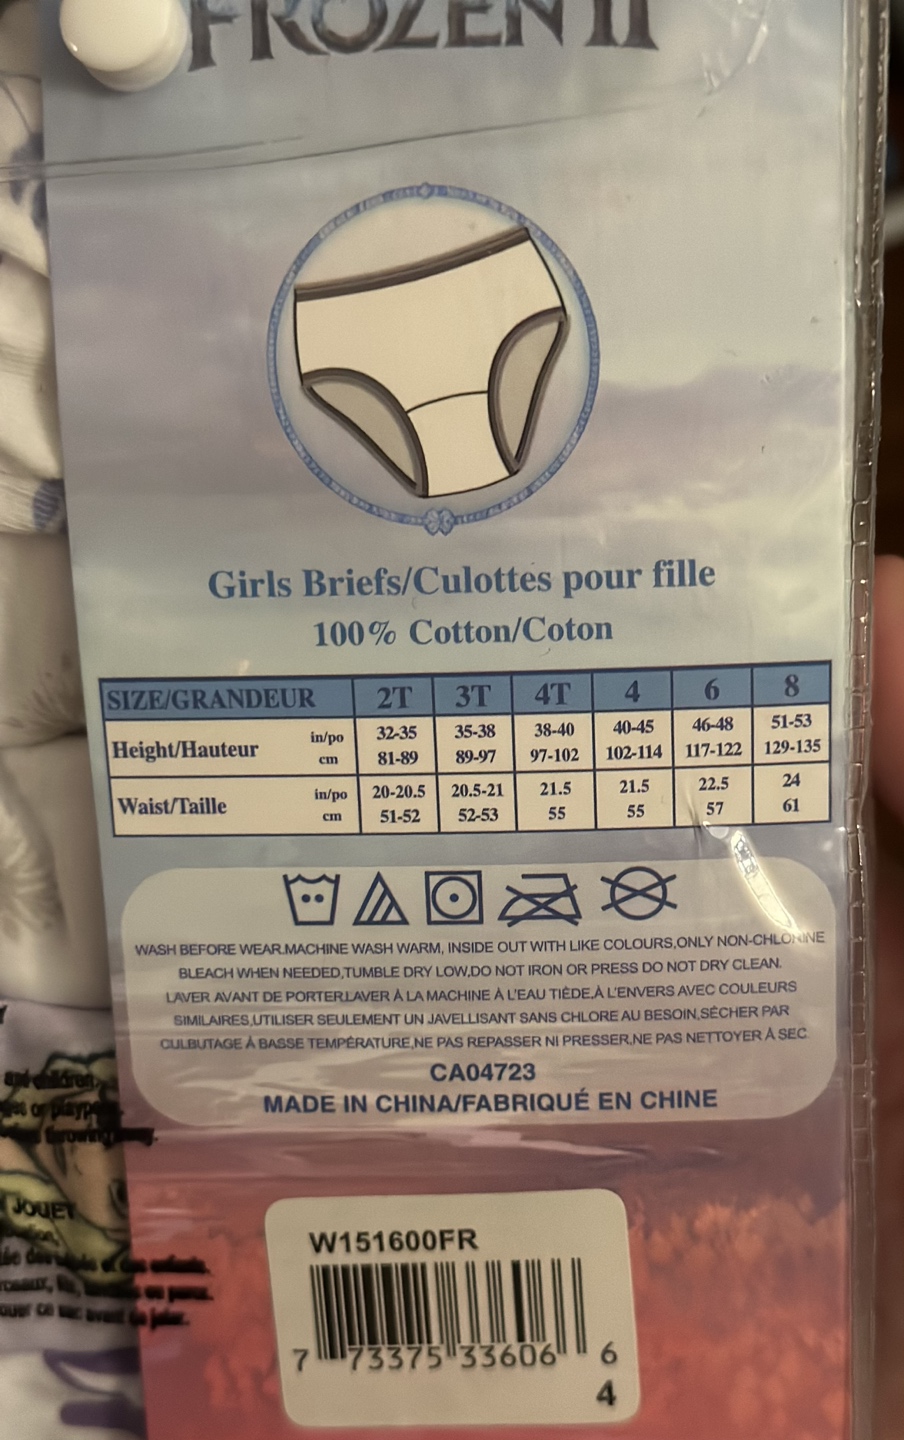 FROZEN II
Girls Briefs/Culottes pour fille
100% Cotton/Coton
SIZE/GRANDEUR 2T 3T 4T 4 6 8
Height/Hauteur in/po 32-35 35-38 38-40 40-45 46-48 51-53
cm 81-89 89-97 97-102 102-114 117-122 129-135
Waist/Taille in/po 20-20.5 20.5-21 21.5 21.5 22.5 24
cm 51-52 52-53 55 55 57 61
WASH BEFORE WEAR.MACHINE WASH WARM, INSIDE OUT WITH LIKE COLOURS,ONLY NON-CHLORINE
BLEACH WHEN NEEDED,TUMBLE DRY LOW,DO NOT IRON OR PRESS DO NOT DRY CLEAN.
LAVER AVANT DE PORTER.LAVER À LA MACHINE À L'EAU TIÈDE,À L'ENVERS AVEC COULEURS
SIMILAIRES,UTILISER SEULEMENT UN JAVELLISANT SANS CHLORE AU BESOIN,SÉCHER PAR
CULBUTAGE À BASSE TEMPÉRATURE,NE PAS REPASSER NI PRESSER,NE PAS NETTOYER À SEC
CA04723
MADE IN CHINA/FABRIQUÉ EN CHINE
and children.
or
throwing
JOUET
W151600FR
7 73375 33606 6
4